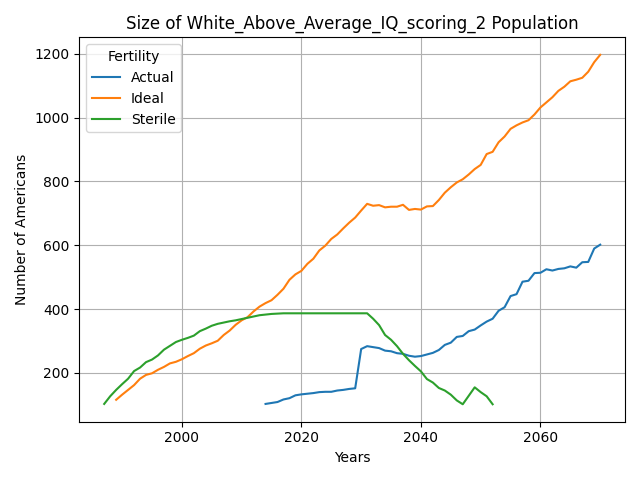 Size of White_Above_Average_IQ_scoring_2 Population
Fertility
Actual
Ideal
Sterile
Number of Americans
1200
1000
800
600
400
200
2000
2020
2040
2060
Years